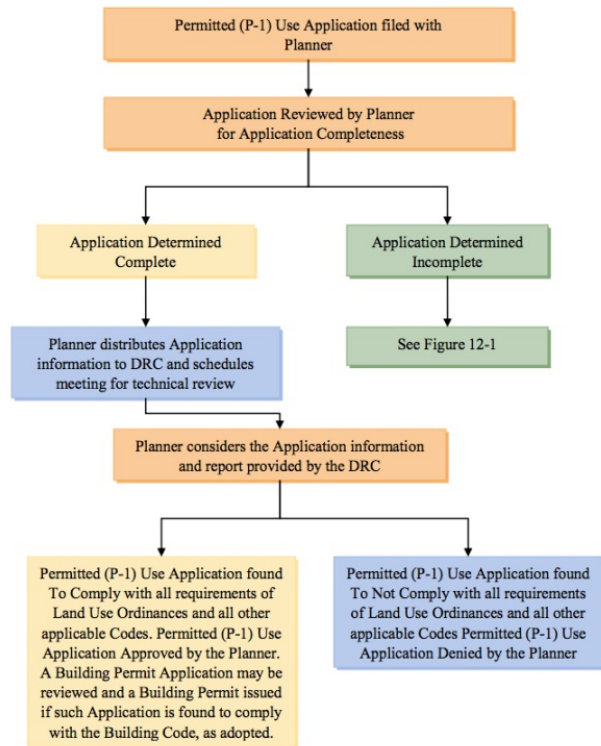 Permitted (P-1) Use Application filed with
Planner
Application Reviewed by Planner
for Application Completeness
Application Determined
Complete
Application Determined
Incomplete
Planner distributes Application
information to DRC and schedules
meeting for technical review
See Figure 12-1
Planner considers the Application information
and report provided by the DRC
Permitted (P-1) Use Application found
To Comply with all requirements of
Land Use Ordinances and all other
applicable Codes. Permitted (P-1) Use
Application Approved by the Planner.
A Building Permit Application may be
reviewed and a Building Permit issued
if such Application is found to comply
with the Building Code, as adopted.
Permitted (P-1) Use Application found
To Not Comply with all requirements
of Land Use Ordinances and all other
applicable Codes Permitted (P-1) Use
Application Denied by the Planner